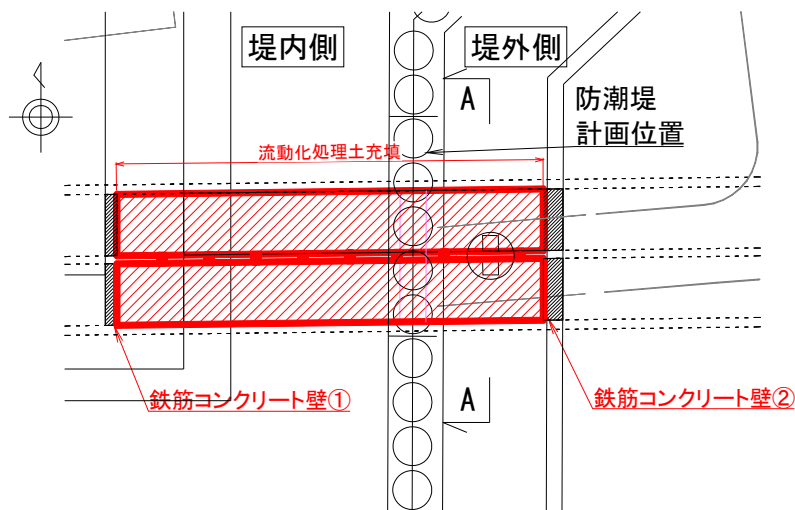 堤内側
堤外側
A
防潮堤
計画位置
流動化処理土充填
鉄筋コンクリート壁①
A
鉄筋コンクリート壁②